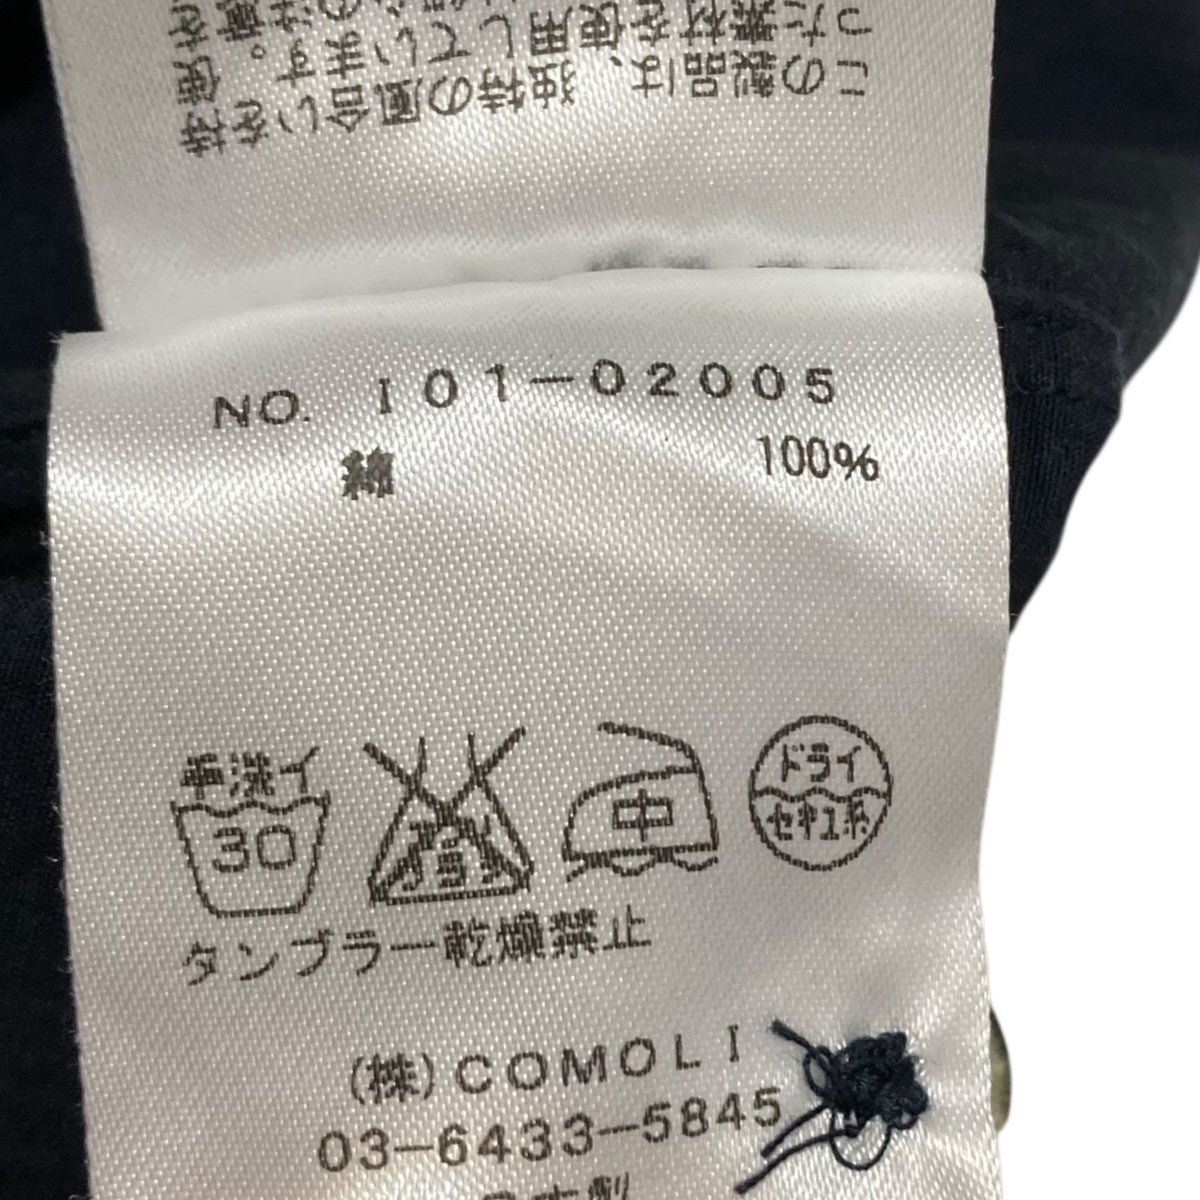 この製品は、独特の風合いを持
った素材を使用しています。
NO. I01-02005
綿 100%
手洗イ
30
中
ドライ
セキユ系
タンブラー乾燥禁止
(株)COMOLI
03-6433-5845